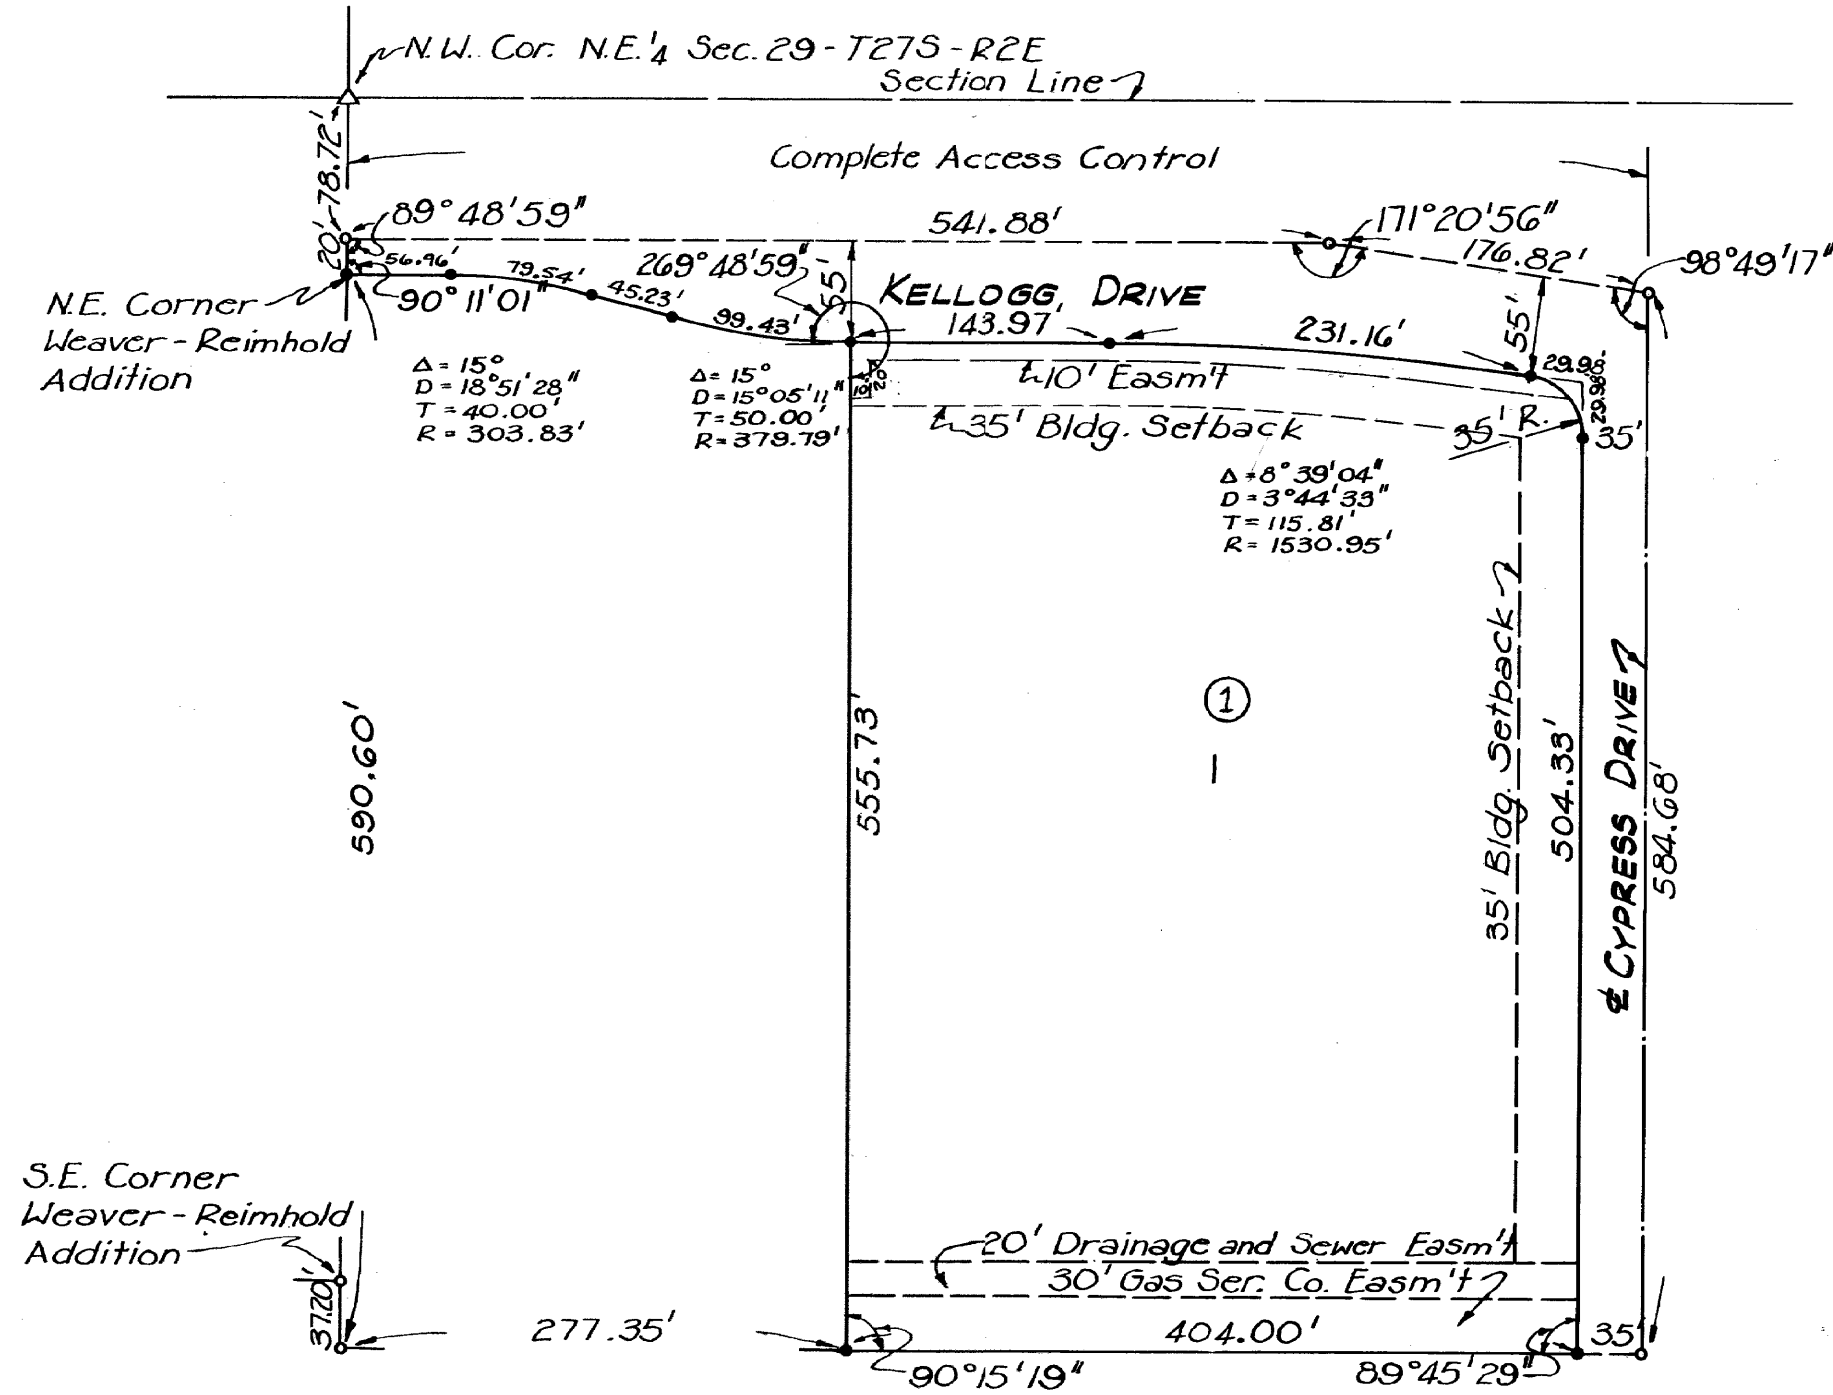 N.W. Cor. N.E.¼ Sec. 29 - T27S - R2E
Section Line
78.72'
Complete Access Control
89°48'59"
541.88'
171°20'56"
176.82'
98°49'17"
20'
56.96'
79.54'
45.23'
99.43'
269°48'59"
55
KELLOGG DRIVE
143.97'
231.16'
55'
29.98
29.98
90°11'01"
N.E. Corner
Weaver-Reimhold
Addition
Δ = 15°
D = 18°51'28"
T = 40.00'
R = 303.83'
Δ = 15°
D = 15°05'11"
T = 50.00'
R = 379.79'
10'
20'
10' Easm't
35' Bldg. Setback
35' R.
35'
Δ = 8°39'04"
D = 3°44'33"
T = 115.81'
R = 1530.95'
590.60'
555.73'
1
1
35' Bldg. Setback
504.33'
℄ CYPRESS DRIVE
584.68'
S.E. Corner
Weaver-Reimhold
Addition
37.20'
20' Drainage and Sewer Easm't
30' Gas Ser. Co. Easm't
277.35'
404.00'
35'
90°15'19"
89°45'29"